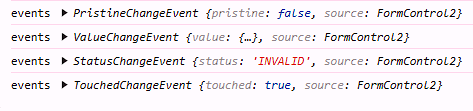 events ▶ PristineChangeEvent {pristine: false, source: FormControl2}
events ▶ ValueChangeEvent {value: {…}, source: FormControl2}
events ▶ StatusChangeEvent {status: 'INVALID', source: FormControl2}
events ▶ TouchedChangeEvent {touched: true, source: FormControl2}